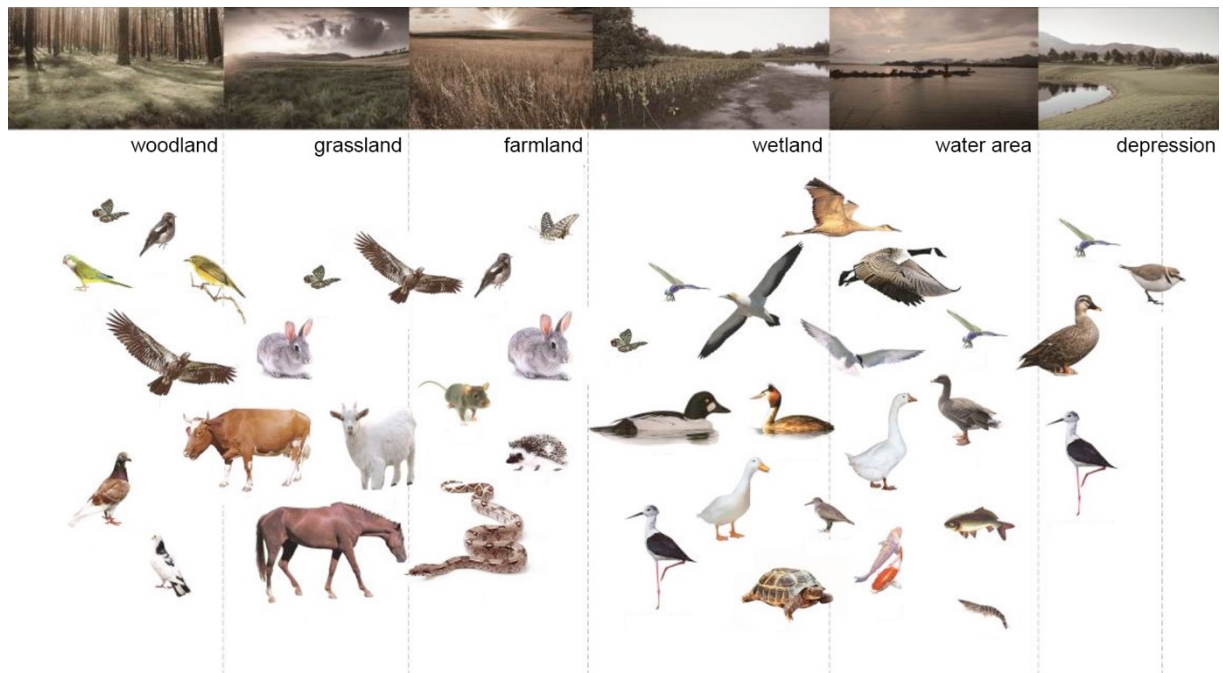 woodland
grassland
farmland
wetland
water area
depression